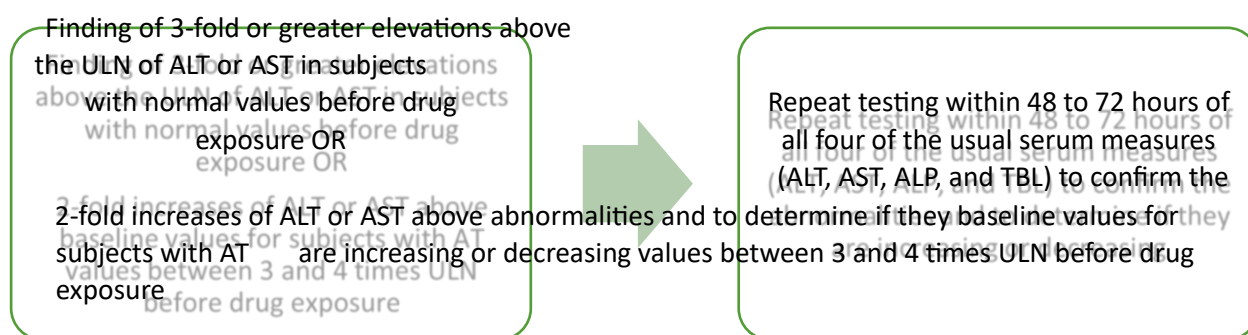 Finding of 3-fold or greater elevations above
the ULN of ALT or AST in subjects
with normal values before drug
exposure OR
Repeat testing within 48 to 72 hours of
all four of the usual serum measures
(ALT, AST, ALP, and TBL) to confirm the
2-fold increases of ALT or AST above abnormalities and to determine if they baseline values for
subjects with AT are increasing or decreasing values between 3 and 4 times ULN before drug
exposure